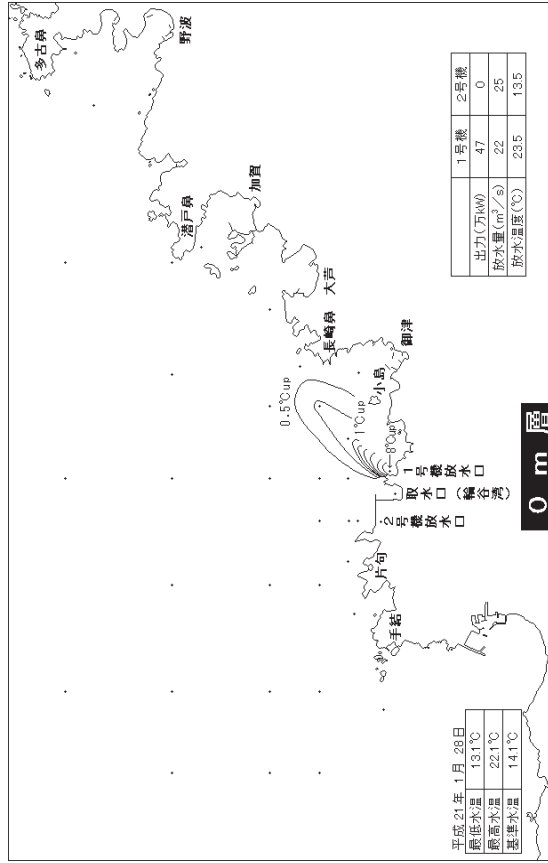 多古鼻
野波
潜戸鼻
加賀
大芦
長崎鼻
御津
小島
0.5℃up
1℃up
8℃up
1号機放水口
取水口(輪谷湾)
2号機放水口
片句
手結
1号機 2号機
出力(万kW) 47 0
放水量(m³/s) 22 25
放水温度(℃) 23.5 13.5
平成 21年 1月 28日
最低水温 13.1℃
最高水温 22.1℃
基準水温 14.1℃
0 m 層